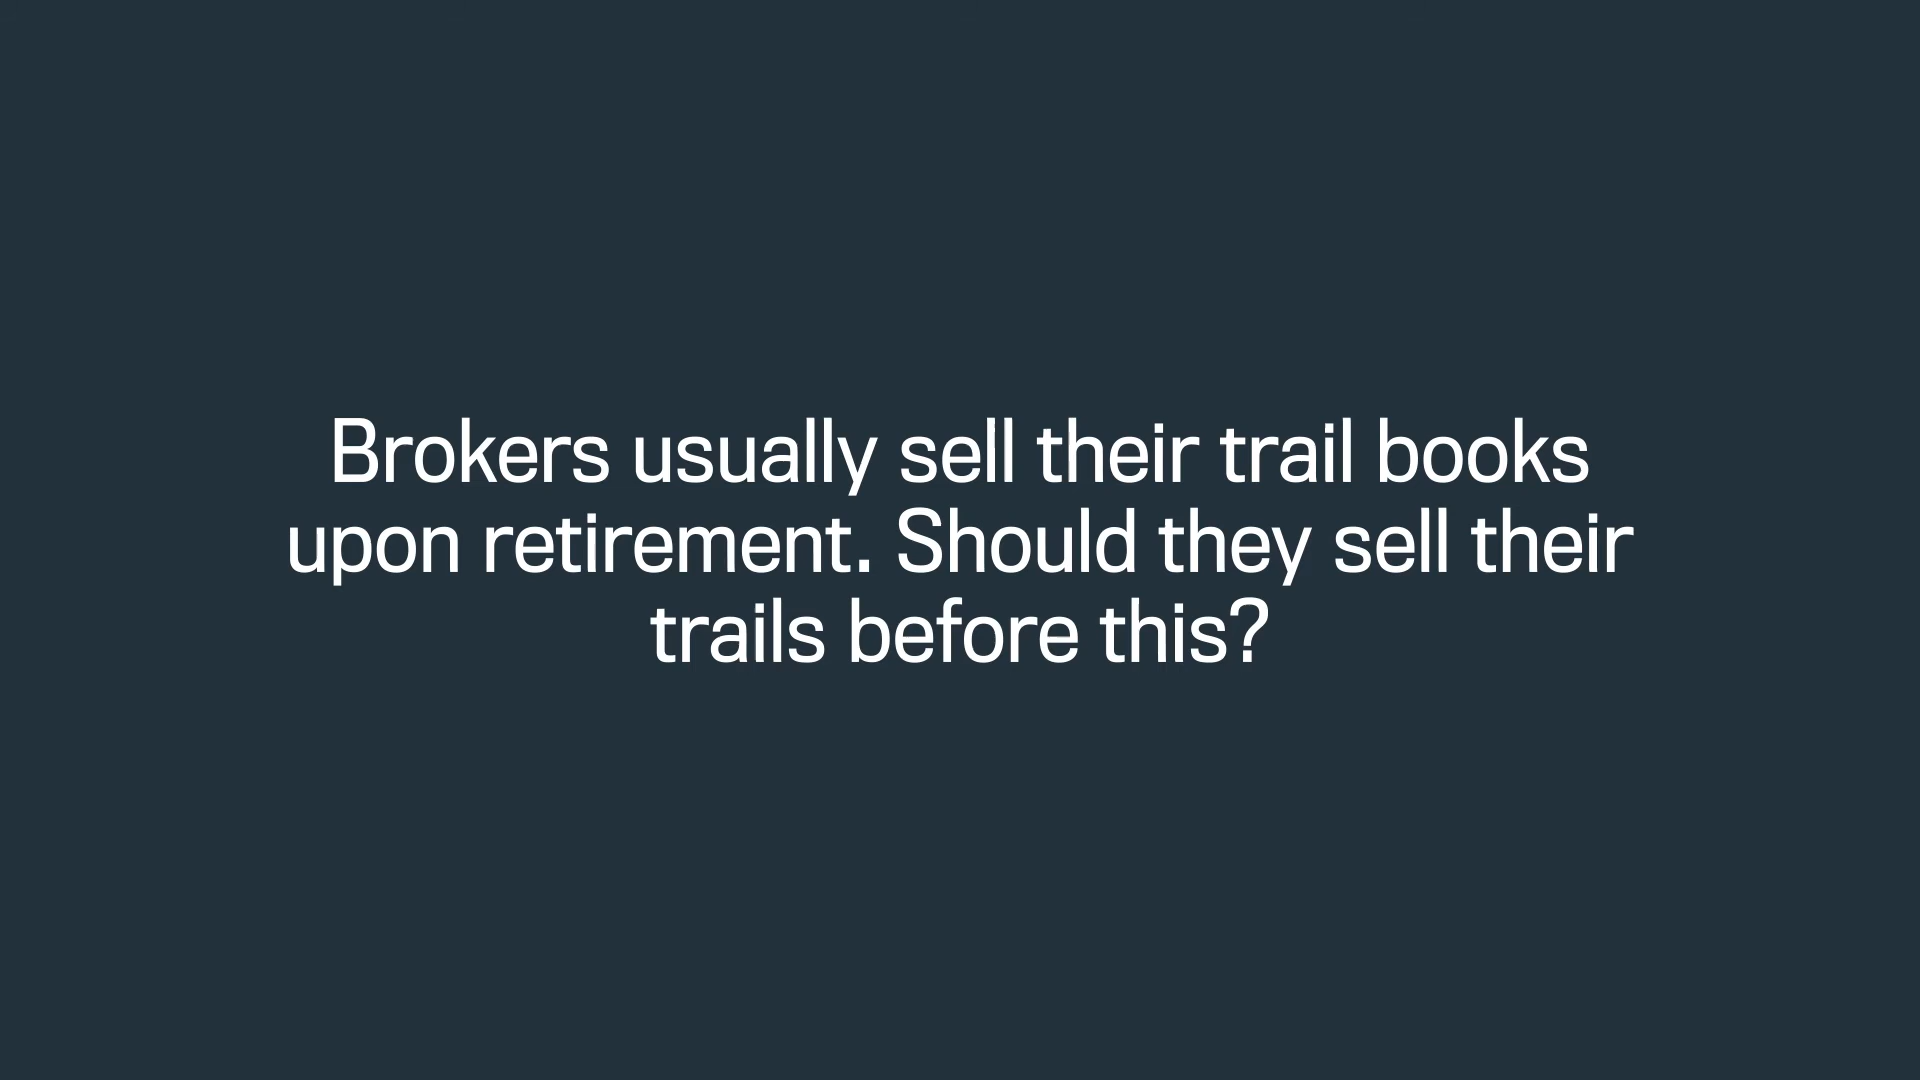 Brokers usually sell their trail books
upon retirement. Should they sell their
trails before this?